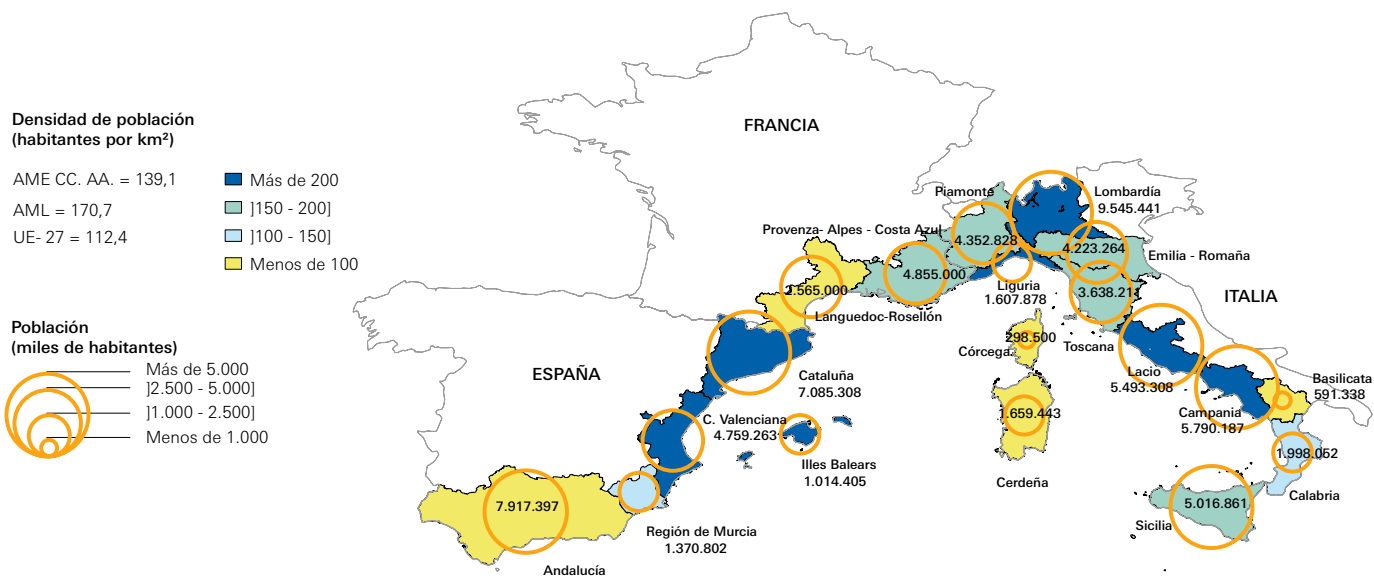 Densidad de población
(habitantes por km²)
AME CC. AA. = 139,1
AML = 170,7
UE- 27 = 112,4
Más de 200
]150 - 200]
]100 - 150]
Menos de 100
Población
(miles de habitantes)
Más de 5.000
]2.500 - 5.000]
]1.000 - 2.500]
Menos de 1.000
FRANCIA
ESPAÑA
ITALIA
Piamonte
4.352.828
Lombardía
9.545.441
Provenza- Alpes - Costa Azul
4.855.000
4.223.264
Emilia - Romaña
Liguria
1.607.878
3.638.21
Toscana
.565.000
Languedoc-Rosellón
298.500
Córcega
Lacio
5.493.308
Cataluña
7.085.308
Basilicata
591.338
Campania
5.790.187
1.659.443
Cerdeña
C. Valenciana
4.759.263
Illes Balears
1.014.405
1.998.052
Calabria
7.917.397
Andalucía
Región de Murcia
1.370.802
5.016.861
Sicilia